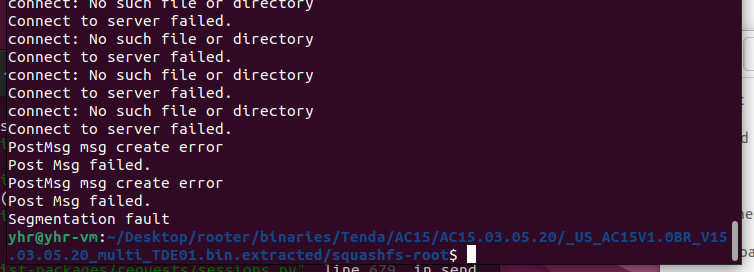 connect: No such file or directory
Connect to server failed.
connect: No such file or directory
Connect to server failed.
connect: No such file or directory
Connect to server failed.
connect: No such file or directory
Connect to server failed.
PostMsg msg create error
Post Msg failed.
PostMsg msg create error
Post Msg failed.
Segmentation fault
yhr@yhr-vm:~/Desktop/rooter/binaries/Tenda/AC15/AC15.03.05.20/_US_AC15V1.0BR_V15
.03.05.20_multi_TDE01.bin.extracted/squashfs-root$
ist-packages/requests/sessions.py", line 679, in send